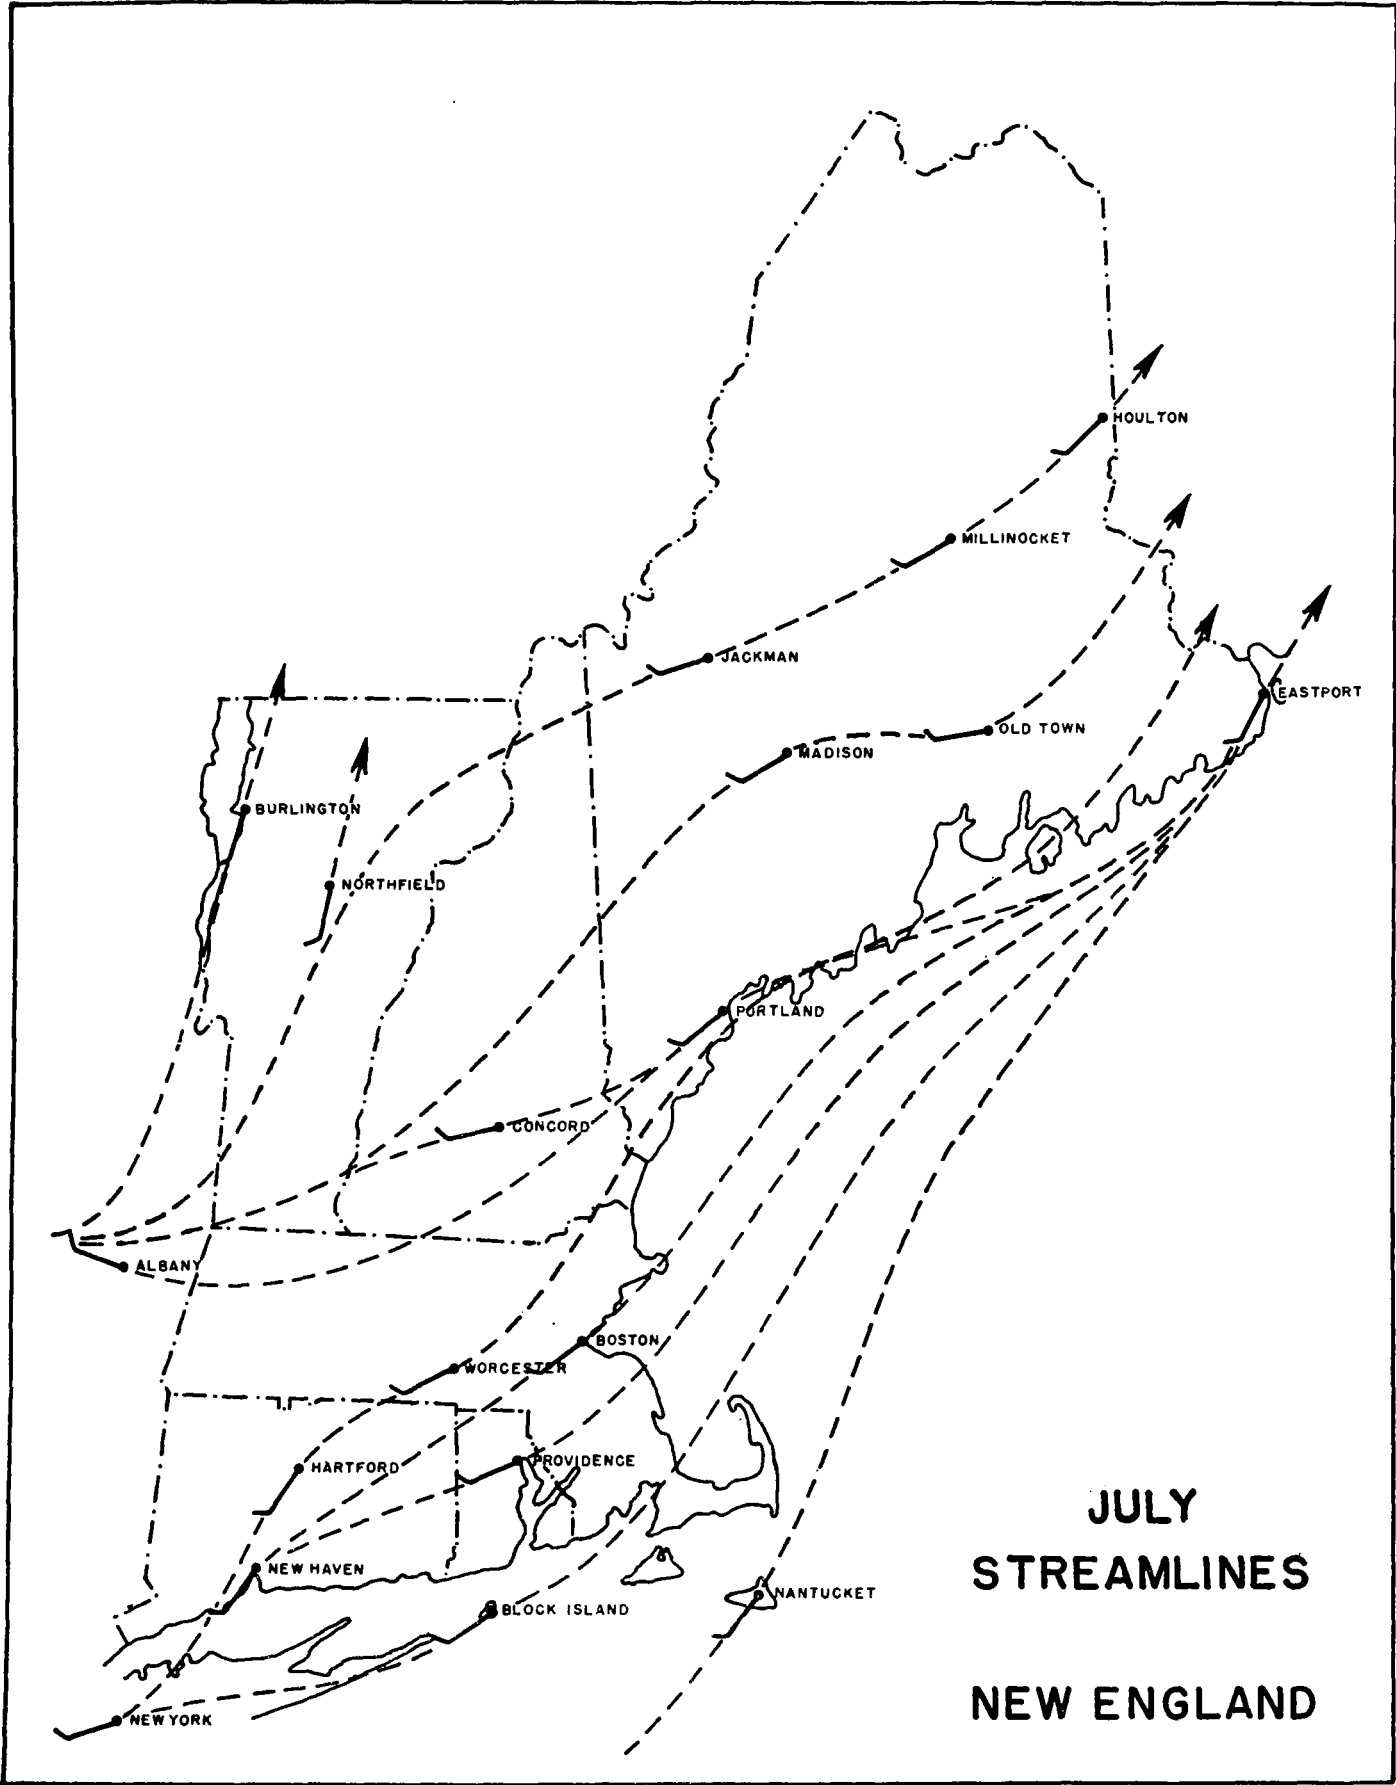 HOULTON
MILLINOCKET
JACKMAN
EASTPORT
OLD TOWN
MADISON
BURLINGTON
NORTHFIELD
PORTLAND
CONCORD
ALBANY
BOSTON
WORCESTER
PROVIDENCE
HARTFORD
NEW HAVEN
NANTUCKET
BLOCK ISLAND
NEW YORK
JULY
STREAMLINES
NEW ENGLAND